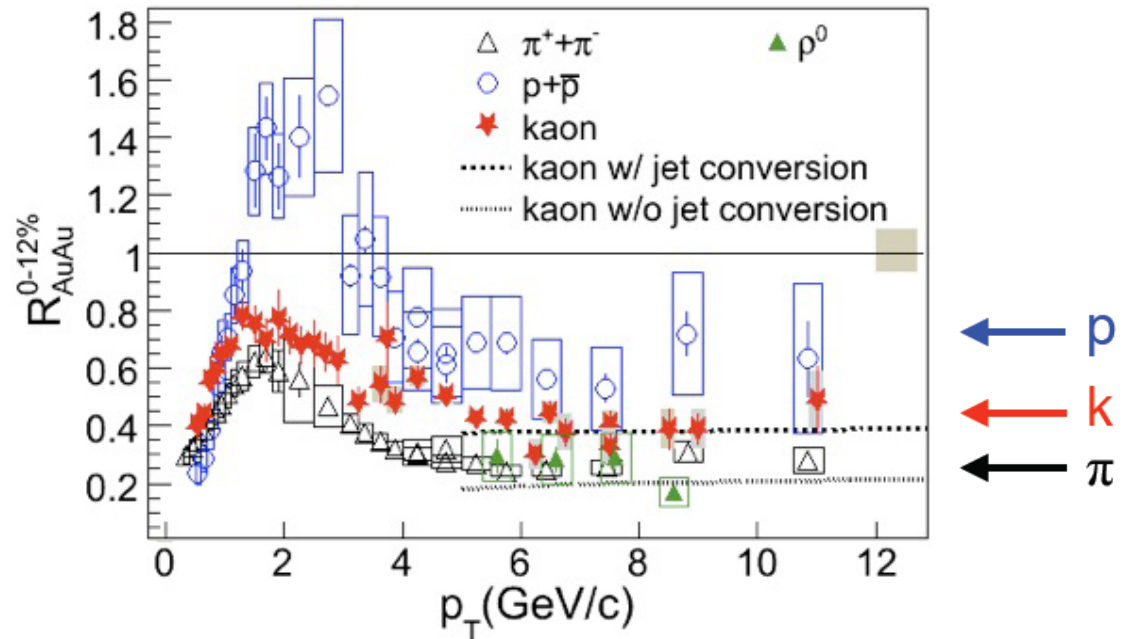 1.8
1.6
1.4
1.2
1
0.8
0.6
0.4
0.2
R^{0-12%}_{AuAu}
π⁺+π⁻
ρ⁰
p+p̅
kaon
kaon w/ jet conversion
kaon w/o jet conversion
p
k
π
0 2 4 6 8 10 12
p_T(GeV/c)